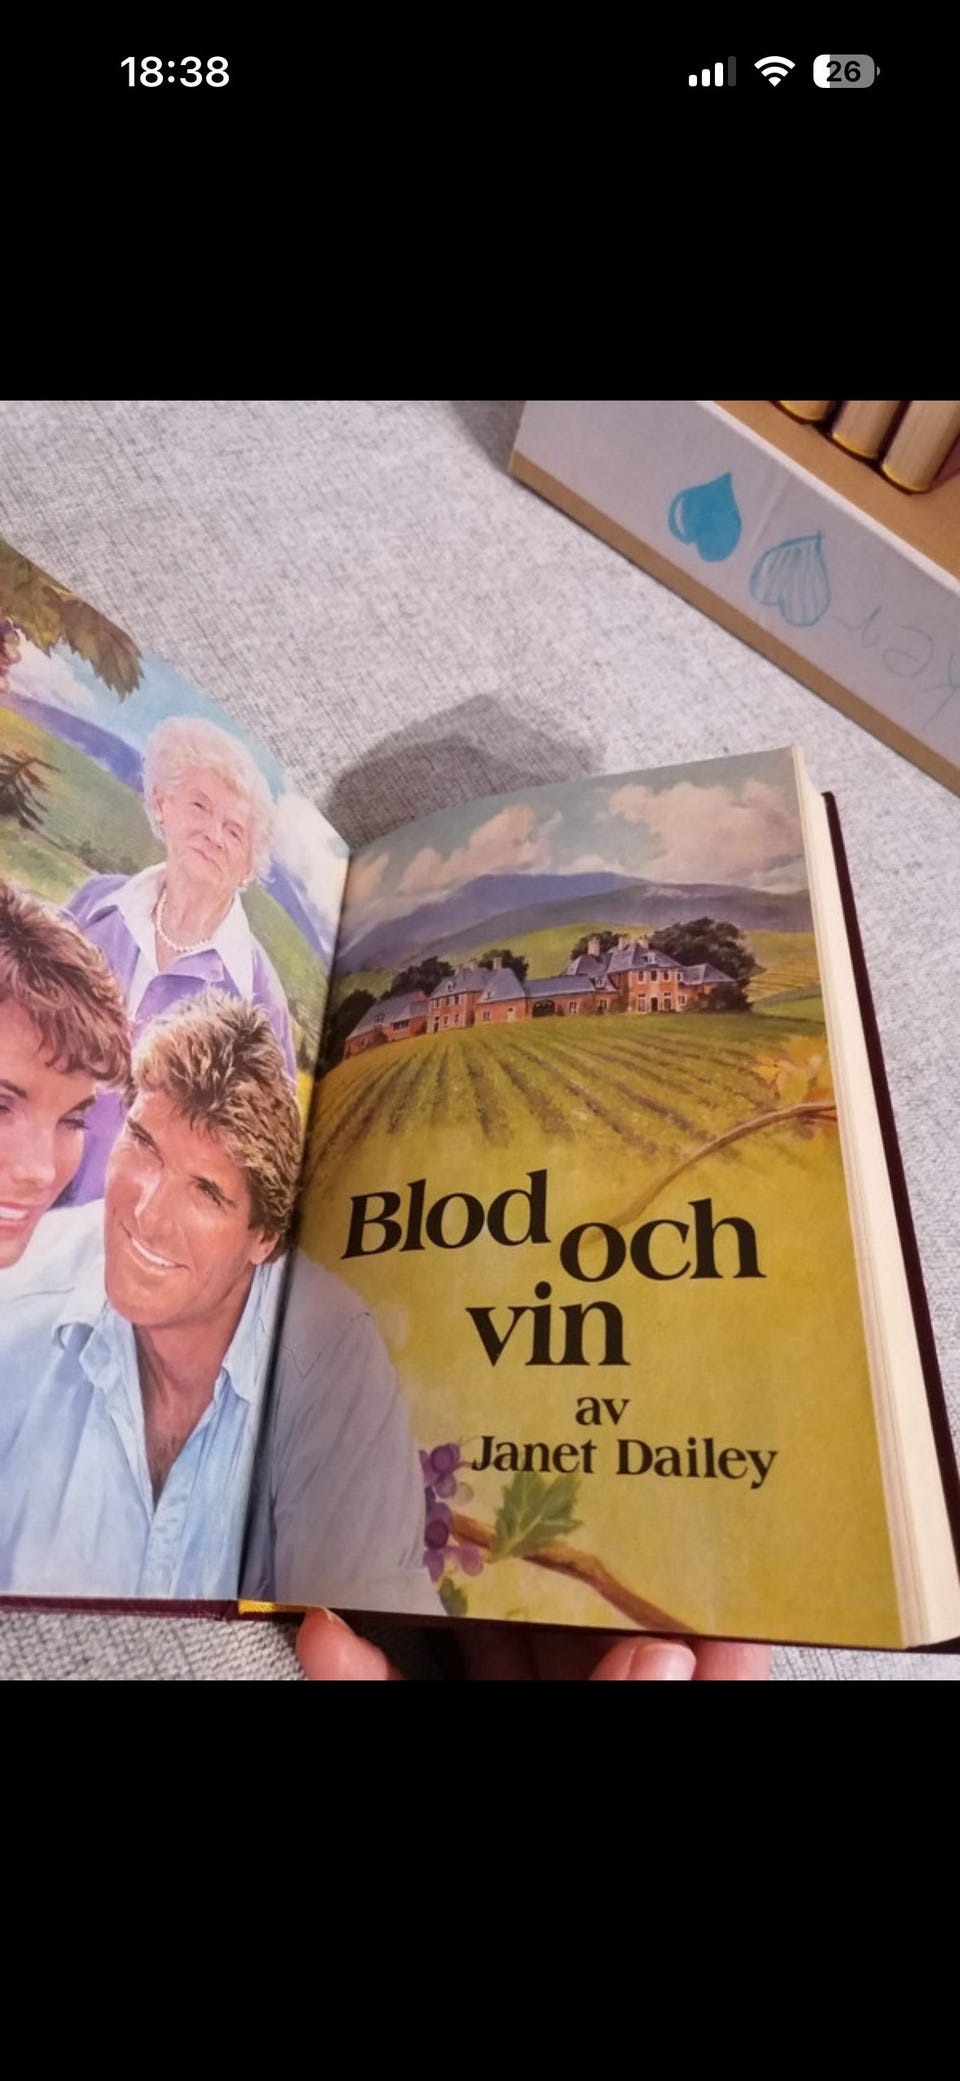 18:38
26
Blod och
vin
av
Janet Dailey